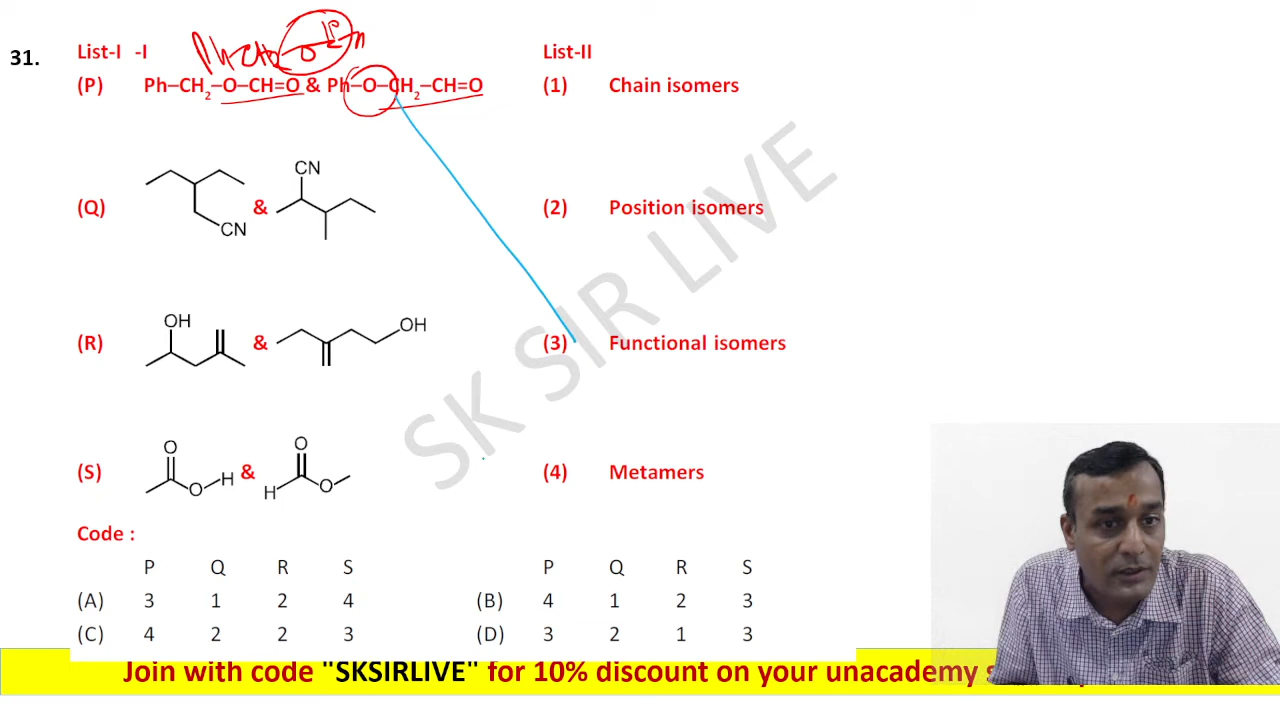 31. List-I -I List-II
(P) Ph–CH2–O–CH=O & Ph–O–CH2–CH=O (1) Chain isomers
CN
(Q) & CN (2) Position isomers
OH OH
(R) & (3) Functional isomers
O O
(S) O H & H O (4) Metamers
Code :
P Q R S P Q R S
(A) 3 1 2 4 (B) 4 1 2 3
(C) 4 2 2 3 (D) 3 2 1 3
Join with code "SKSIRLIVE" for 10% discount on your unacademy
SK SIR LIVE